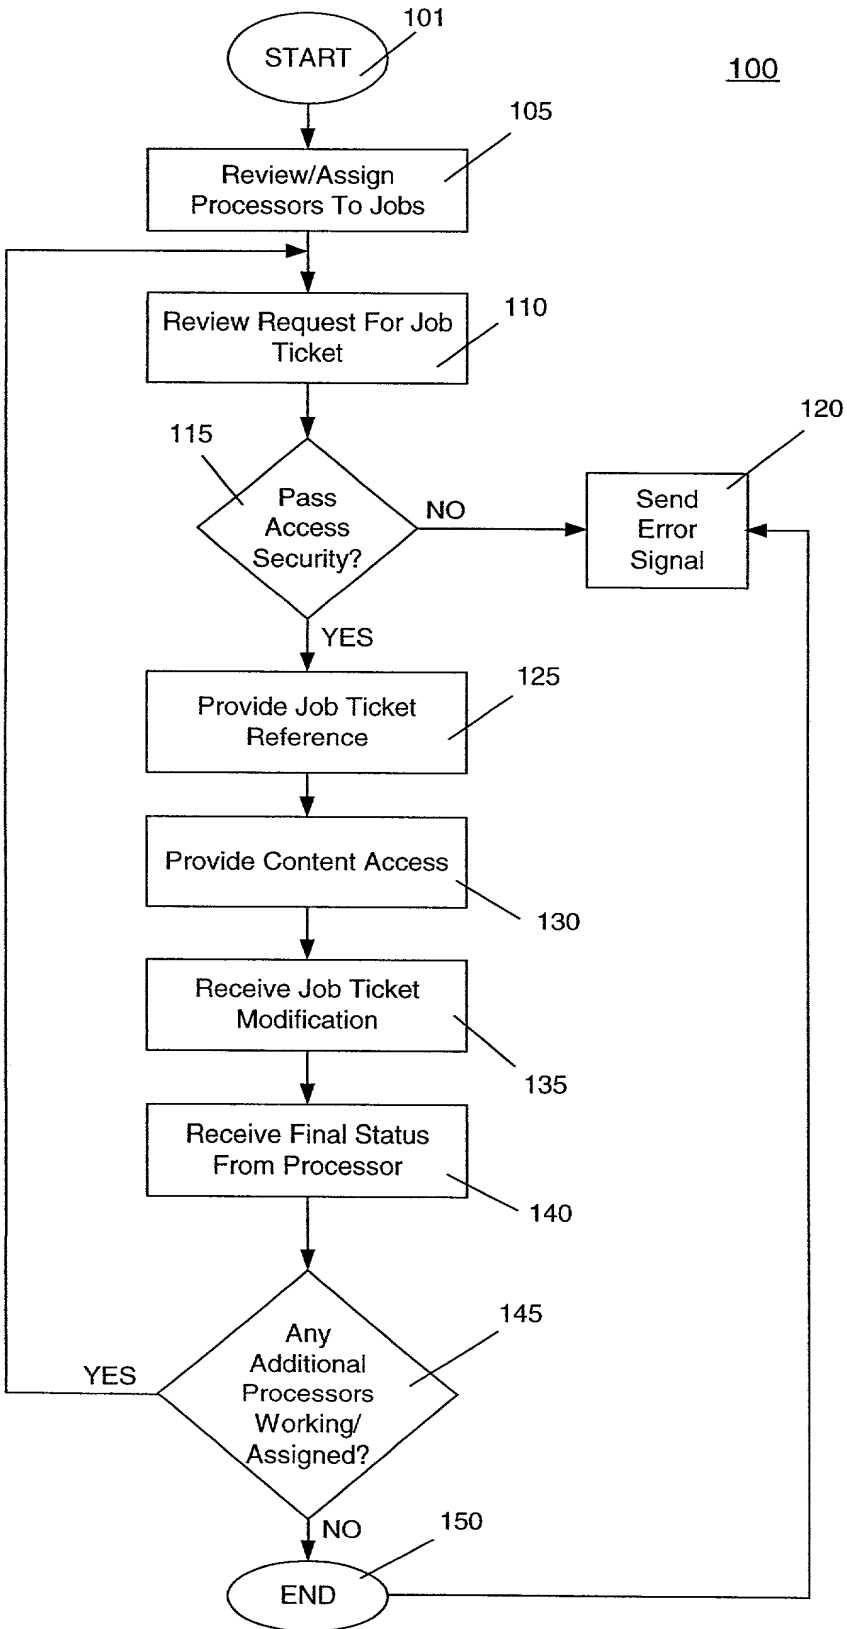 101
START
100
105
Review/Assign
Processors To Jobs
110
Review Request For Job
Ticket
120
115
Pass
Access
Security?
NO
Send
Error
Signal
YES
125
Provide Job Ticket
Reference
Provide Content Access
130
Receive Job Ticket
Modification
135
Receive Final Status
From Processor
140
145
Any
Additional
Processors
Working/
Assigned?
YES
NO
150
END